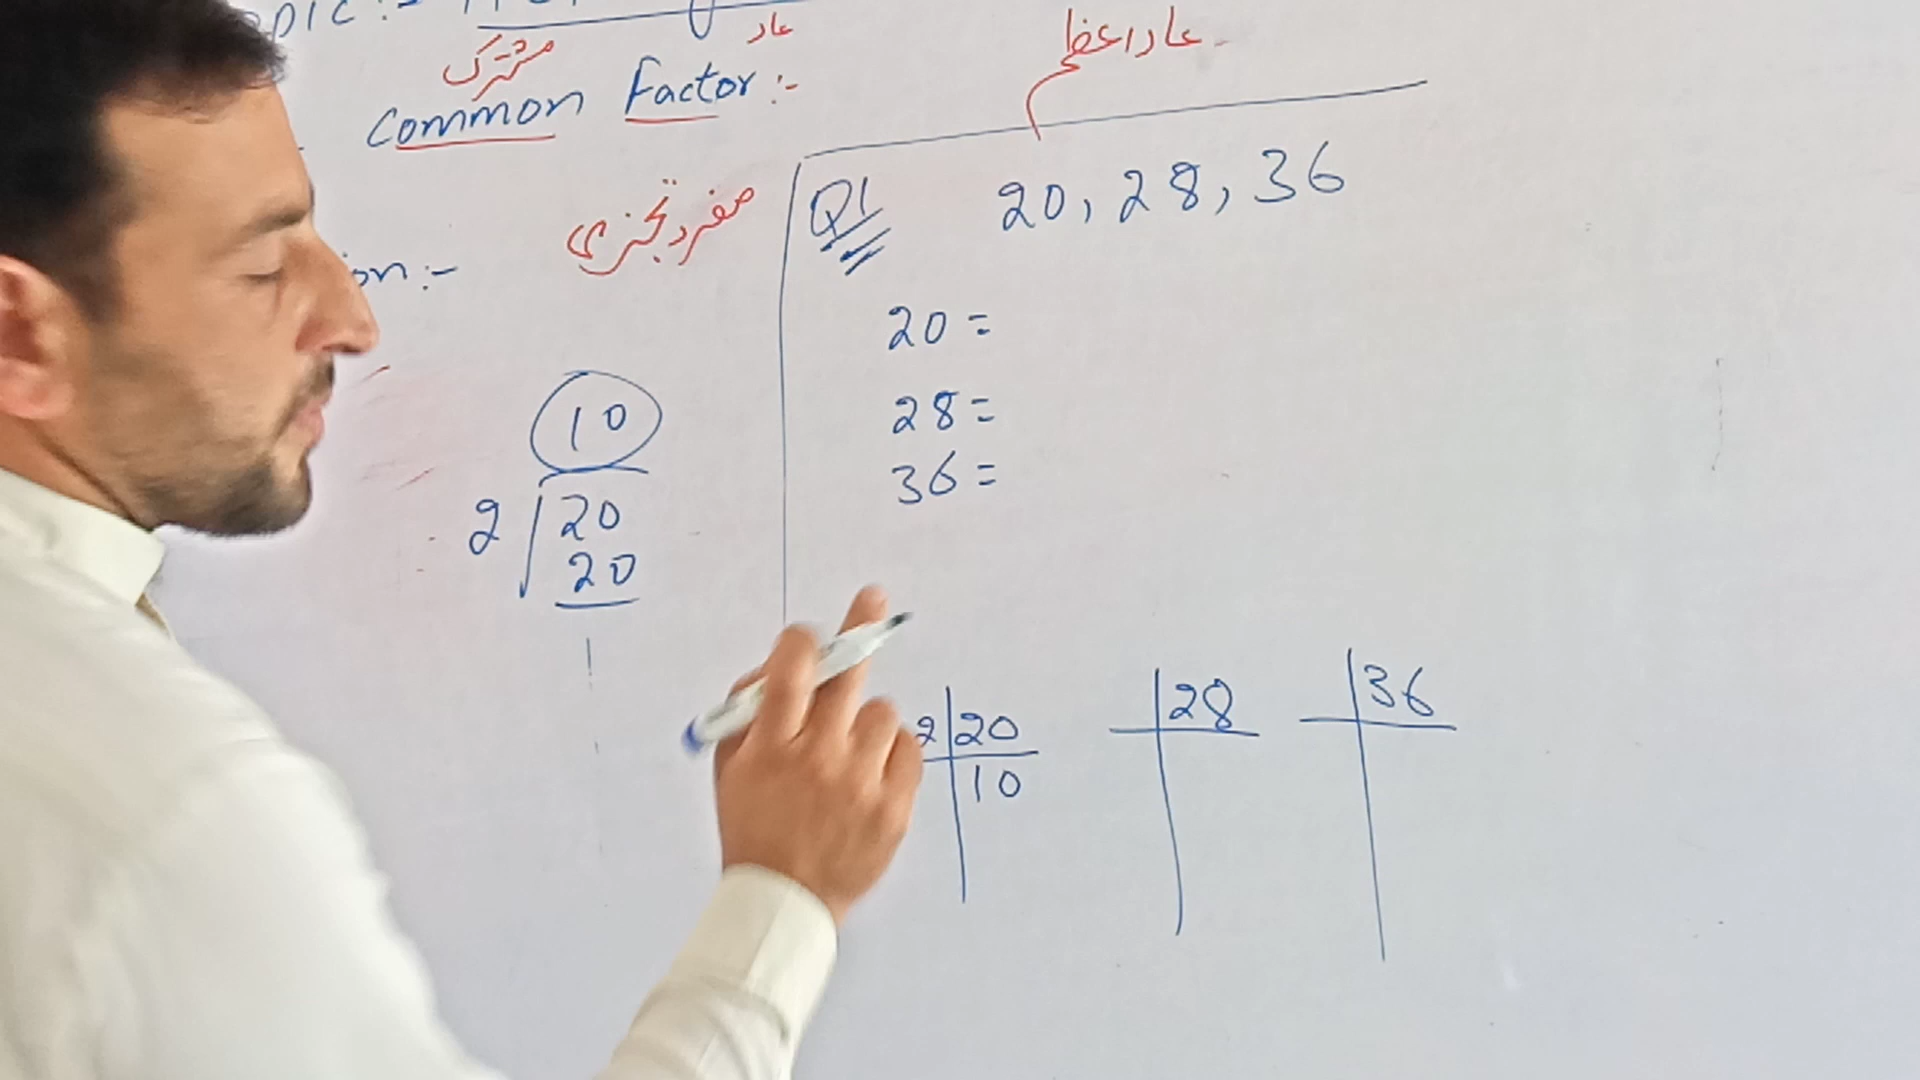 مشترک عاد
Common Factor :-
عاد اعظم
مفرد تجزی
on :-
Q1 20, 28, 36
20 =
28 =
36 =
10
2 20
20
2 20
10
28
36